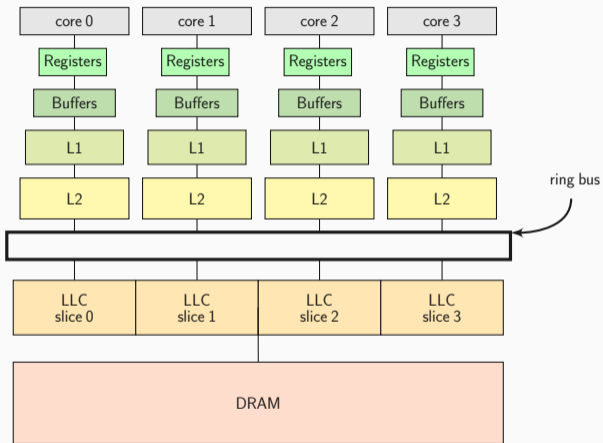 core 0
core 1
core 2
core 3
Registers
Registers
Registers
Registers
Buffers
Buffers
Buffers
Buffers
L1
L1
L1
L1
L2
L2
L2
L2
ring bus
LLC
slice 0
LLC
slice 1
LLC
slice 2
LLC
slice 3
DRAM